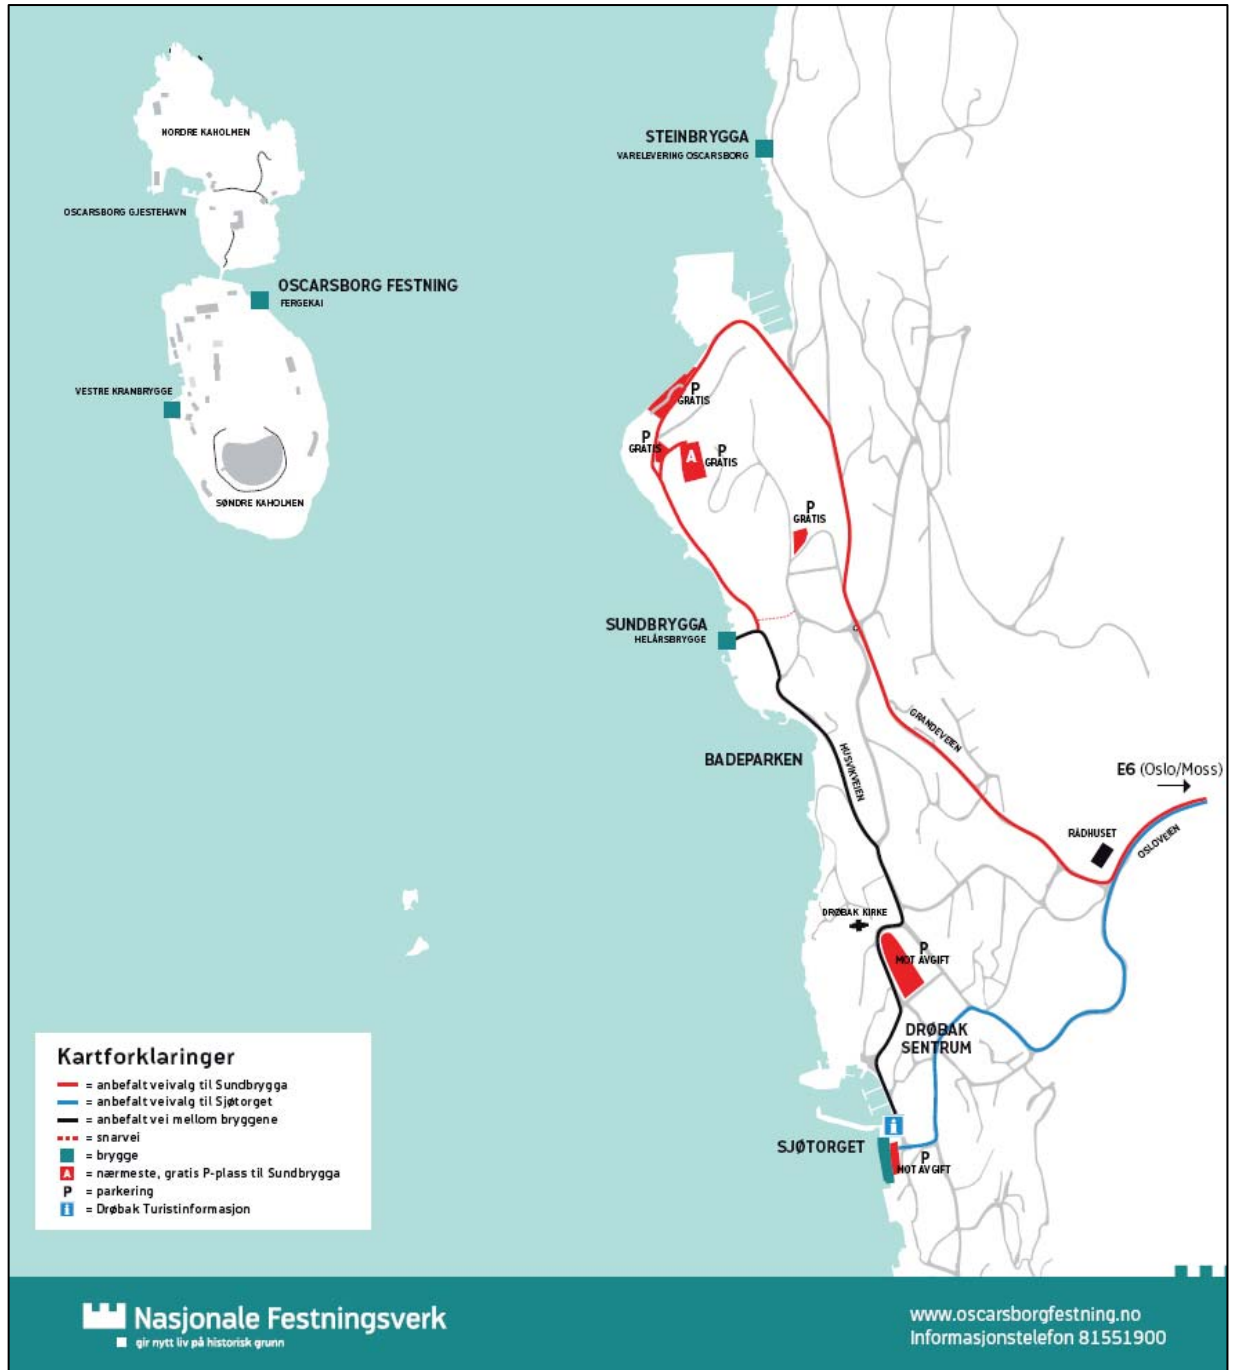 NORDRE KAHOLMEN
OSCARSBORG GJESTEHAVN
OSCARSBORG FESTNING
FERGEKAI
VESTRE KRANBRYGGE
SØNDRE KAHOLMEN
STEINBRYGGA
VARELEVERING OSCARSBORG
P
GRATIS
P
GRATIS
A
P
GRATIS
P
GRATIS
SUNDBRYGGA
HELÅRSBRYGGE
BADEPARKEN
HUSVIKVEIEN
GRANDEVEIEN
E6 (Oslo/Moss)
RÅDHUSET
OSLOVEIEN
DRØBAK KIRKE
P
MOT AVGIFT
DRØBAK
SENTRUM
i
SJØTORGET
P
MOT AVGIFT
Kartforklaringer
= anbefalt veivalg til Sundbrygga
= anbefalt veivalg til Sjøtorget
= anbefalt vei mellom bryggene
= snarvei
= brygge
A = nærmeste, gratis P-plass til Sundbrygga
P = parkering
i = Drøbak Turistinformasjon
Nasjonale Festningsverk
gir nytt liv på historisk grunn
www.oscarsborgfestning.no
Informasjonstelefon 81551900